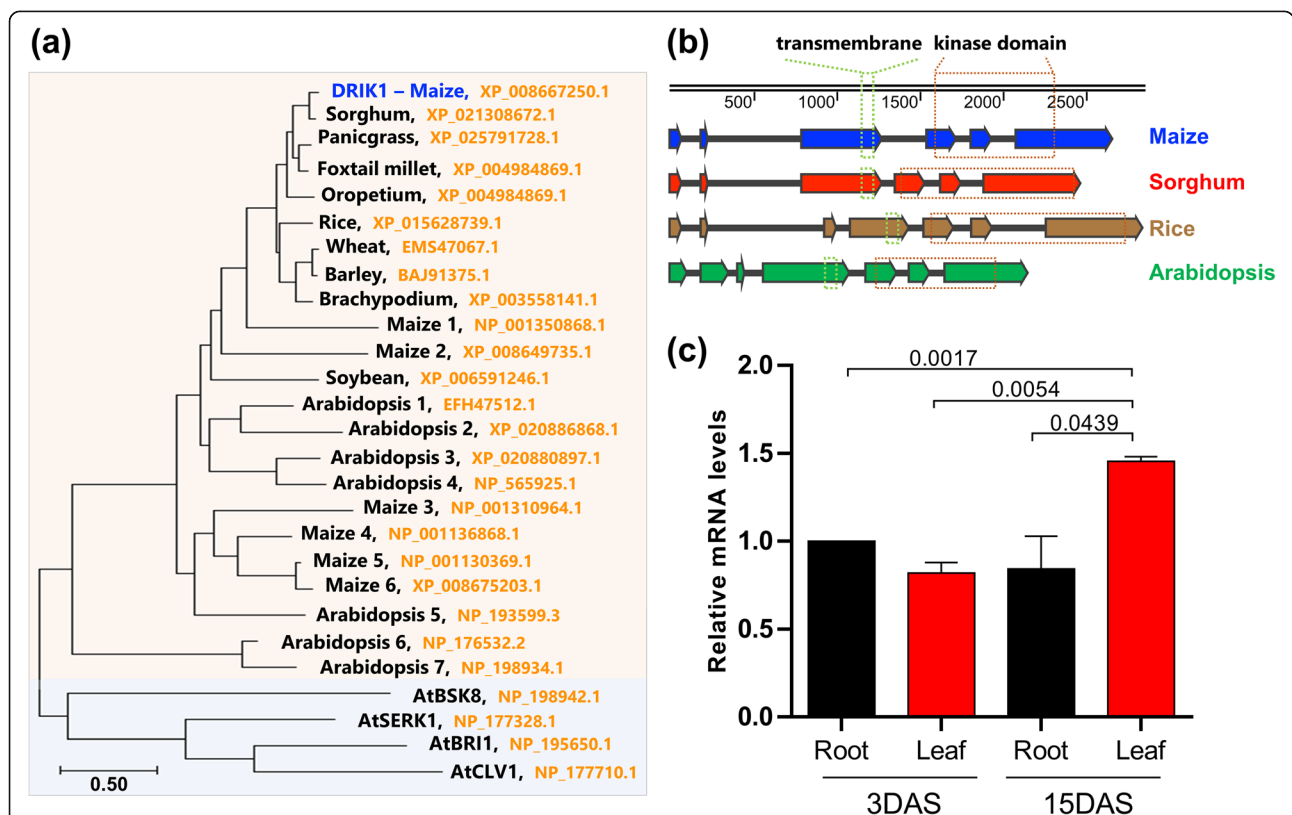 (a)
DRIK1 – Maize, XP_008667250.1
Sorghum, XP_021308672.1
Panicgrass, XP_025791728.1
Foxtail millet, XP_004984869.1
Oropetium, XP_004984869.1
Rice, XP_015628739.1
Wheat, EMS47067.1
Barley, BAJ91375.1
Brachypodium, XP_003558141.1
Maize 1, NP_001350868.1
Maize 2, XP_008649735.1
Soybean, XP_006591246.1
Arabidopsis 1, EFH47512.1
Arabidopsis 2, XP_020886868.1
Arabidopsis 3, XP_020880897.1
Arabidopsis 4, NP_565925.1
Maize 3, NP_001310964.1
Maize 4, NP_001136868.1
Maize 5, NP_001130369.1
Maize 6, XP_008675203.1
Arabidopsis 5, NP_193599.3
Arabidopsis 6, NP_176532.2
Arabidopsis 7, NP_198934.1
AtBSK8, NP_198942.1
AtSERK1, NP_177328.1
AtBRI1, NP_195650.1
AtCLV1, NP_177710.1
0.50
(b)
transmembrane kinase domain
500 1000 1500 2000 2500
Maize
Sorghum
Rice
Arabidopsis
(c)
Relative mRNA levels
2.0
1.5
1.0
0.5
0.0
0.0017
0.0054
0.0439
Root Leaf Root Leaf
3DAS 15DAS